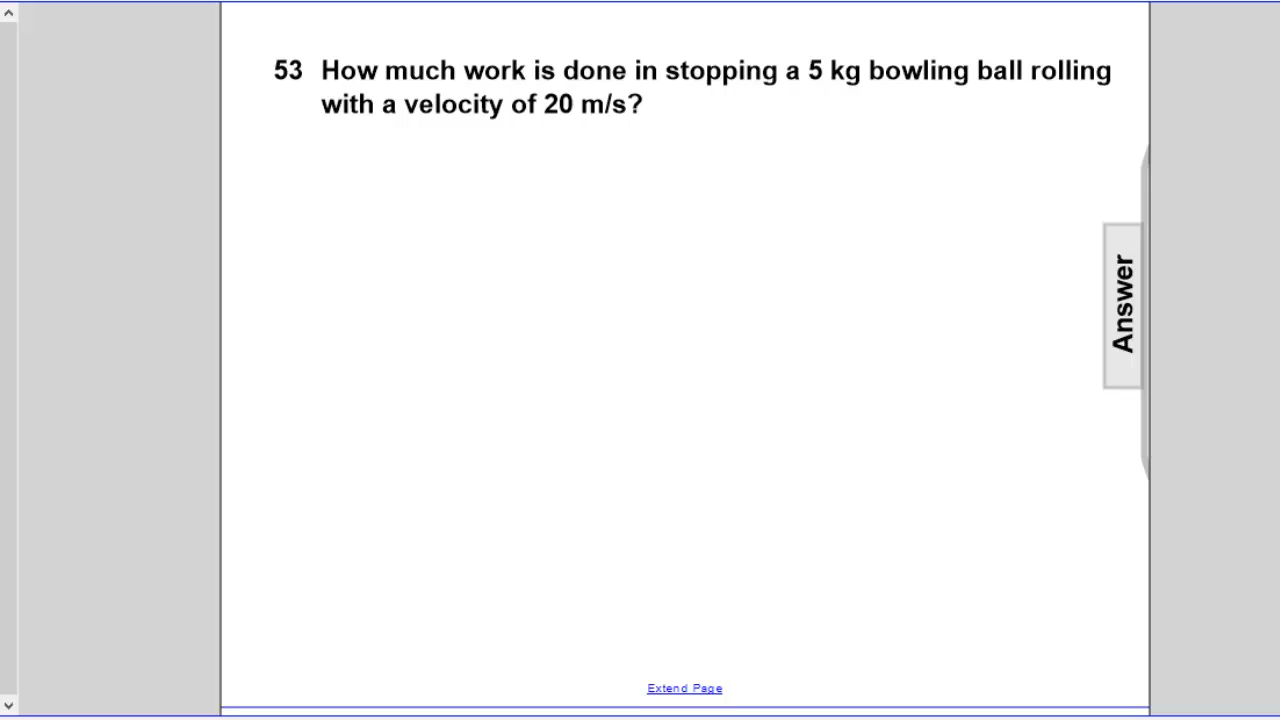 53 How much work is done in stopping a 5 kg bowling ball rolling
with a velocity of 20 m/s?
Answer
Extend Page